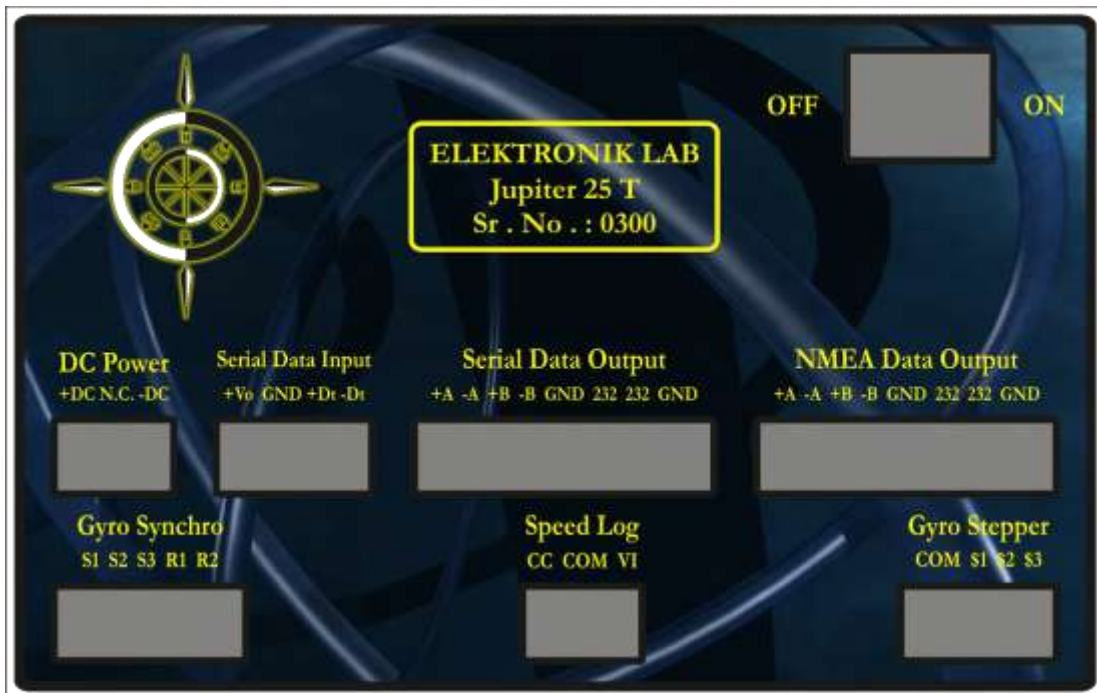 OFF ON
ELEKTRONIK LAB
Jupiter 25 T
Sr . No . : 0300
DC Power
+DC N.C. -DC
Serial Data Input
+Vo GND +Dt -Dt
Serial Data Output
+A -A +B -B GND 232 232 GND
NMEA Data Output
+A -A +B -B GND 232 232 GND
Gyro Synchro
S1 S2 S3 R1 R2
Speed Log
CC COM VI
Gyro Stepper
COM S1 S2 S3